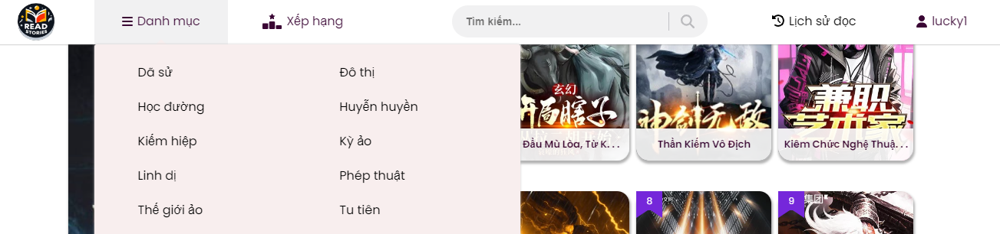 READ
STORIES
Danh mục
Xếp hạng
Tìm kiếm...
Lịch sử đọc
lucky1
Dã sử
Đô thị
Học đường
Huyễn huyền
Kiếm hiệp
Kỳ ảo
Linh dị
Phép thuật
Thế giới ảo
Tu tiên
玄幻
开局瞎子
Đầu Mù Lòa, Từ K...
神剑无敌
Thần Kiếm Vô Địch
兼职
艺术家
Kiêm Chức Nghệ Thuậ...
8
9
集团